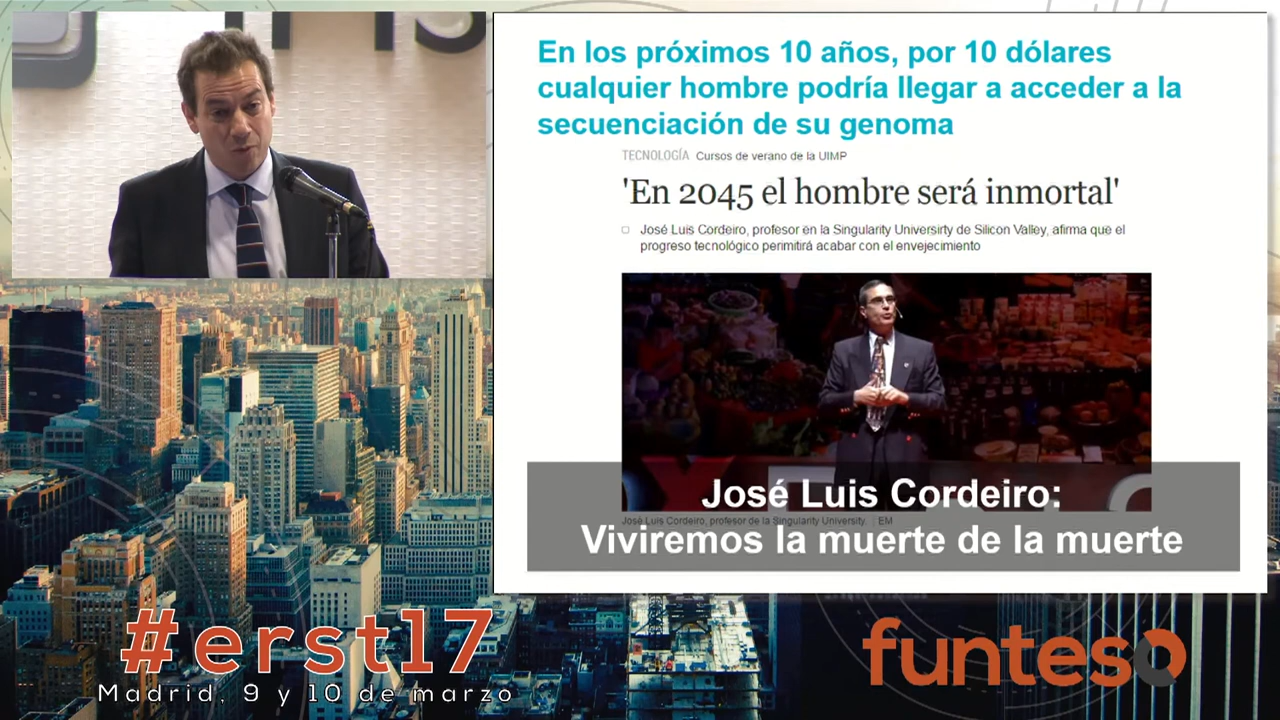 En los próximos 10 años, por 10 dólares
cualquier hombre podría llegar a acceder a la
secuenciación de su genoma
TECNOLOGÍA Cursos de verano de la UIMP
'En 2045 el hombre será inmortal'
José Luis Cordeiro, profesor en la Singularity Universirty de Silicon Valley, afirma que el
progreso tecnológico perimitirá acabar con el envejecimiento
José Luis Cordeiro:
José Luis Cordeiro, profesor de la Singularity University. | EM
Viviremos la muerte de la muerte
#erst17
Madrid, 9 y 10 de marzo
funteso